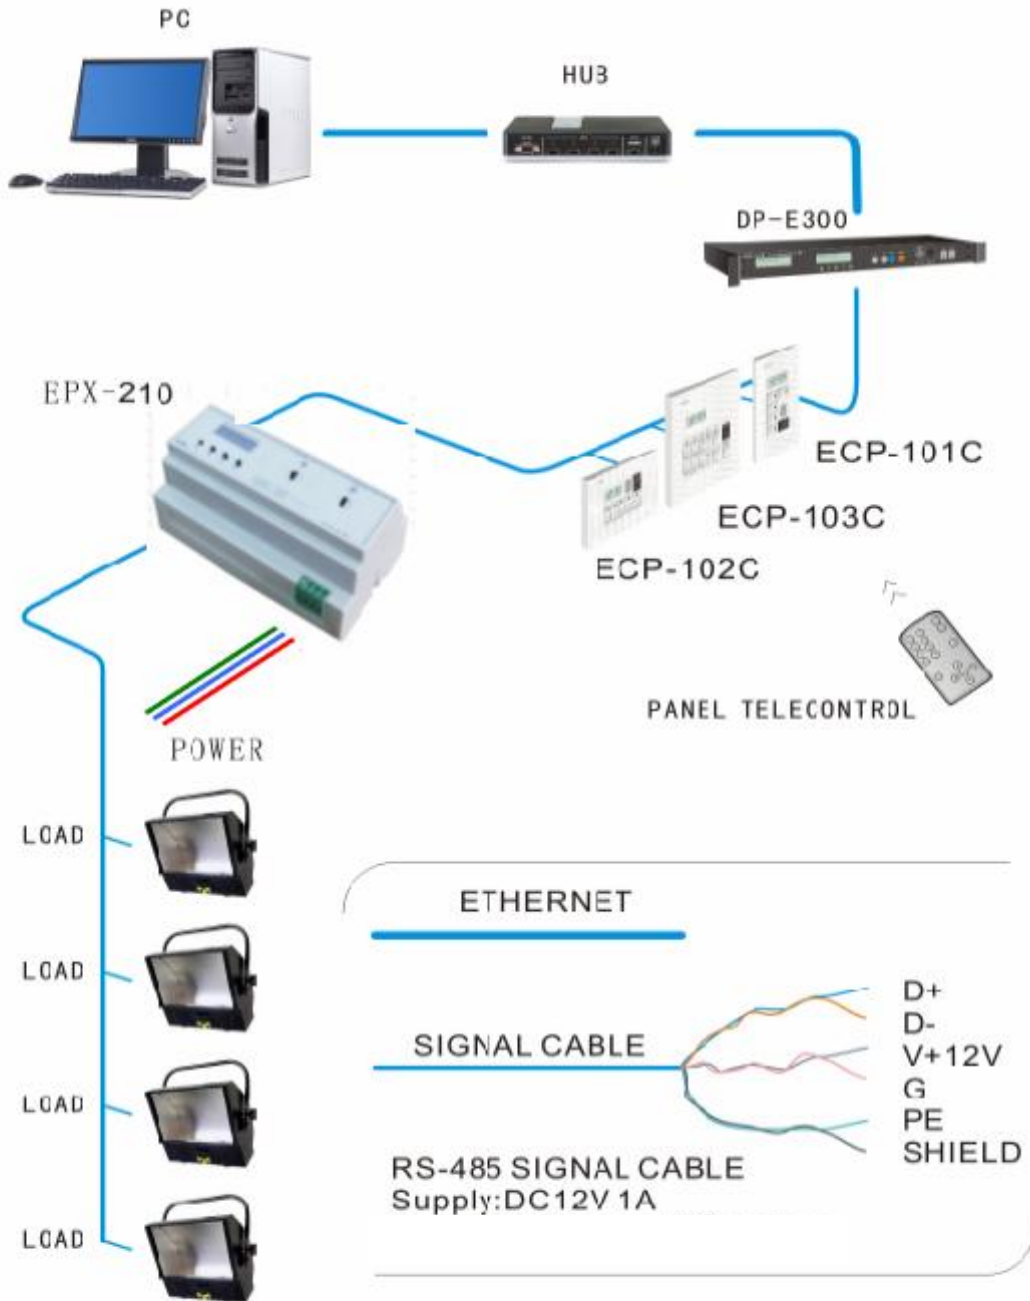 PC
HUB
DP-E300
EPX-210
ECP-101C
ECP-103C
ECP-102C
PANEL TELECONTROL
POWER
LOAD
LOAD
LOAD
LOAD
ETHERNET
SIGNAL CABLE
D+
D-
V+12V
G
PE
SHIELD
RS-485 SIGNAL CABLE
Supply:DC12V 1A